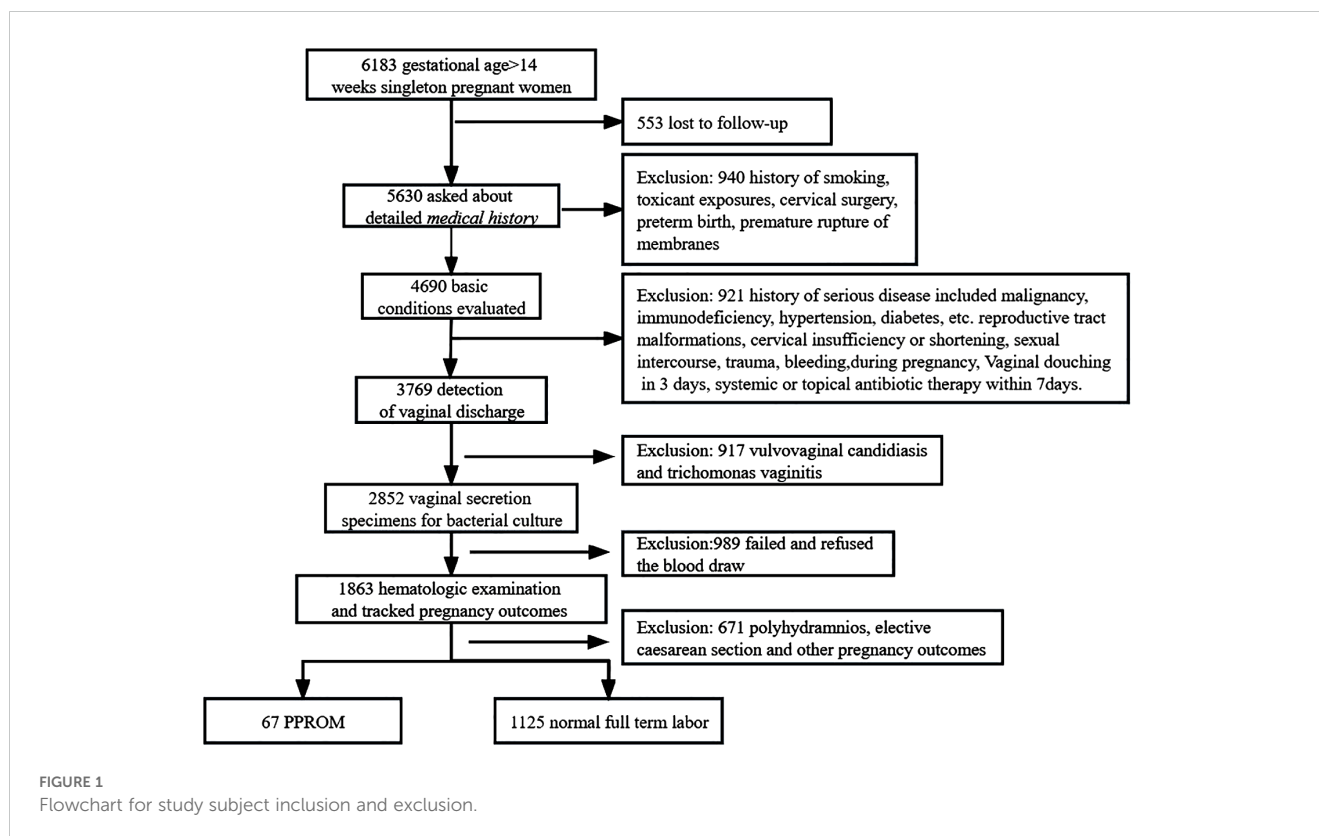 6183 gestational age>14
weeks singleton pregnant women
553 lost to follow-up
5630 asked about
detailed medical history
Exclusion: 940 history of smoking,
toxicant exposures, cervical surgery,
preterm birth, premature rupture of
membranes
4690 basic
conditions evaluated
Exclusion: 921 history of serious disease included malignancy,
immunodeficiency, hypertension, diabetes, etc. reproductive tract
malformations, cervical insufficiency or shortening, sexual
intercourse, trauma, bleeding,during pregnancy, Vaginal douching
in 3 days, systemic or topical antibiotic therapy within 7days.
3769 detection
of vaginal discharge
Exclusion: 917 vulvovaginal candidiasis
and trichomonas vaginitis
2852 vaginal secretion
specimens for bacterial culture
Exclusion:989 failed and refused
the blood draw
1863 hematologic examination
and tracked pregnancy outcomes
Exclusion: 671 polyhydramnios, elective
caesarean section and other pregnancy outcomes
67 PPROM
1125 normal full term labor
FIGURE 1
Flowchart for study subject inclusion and exclusion.